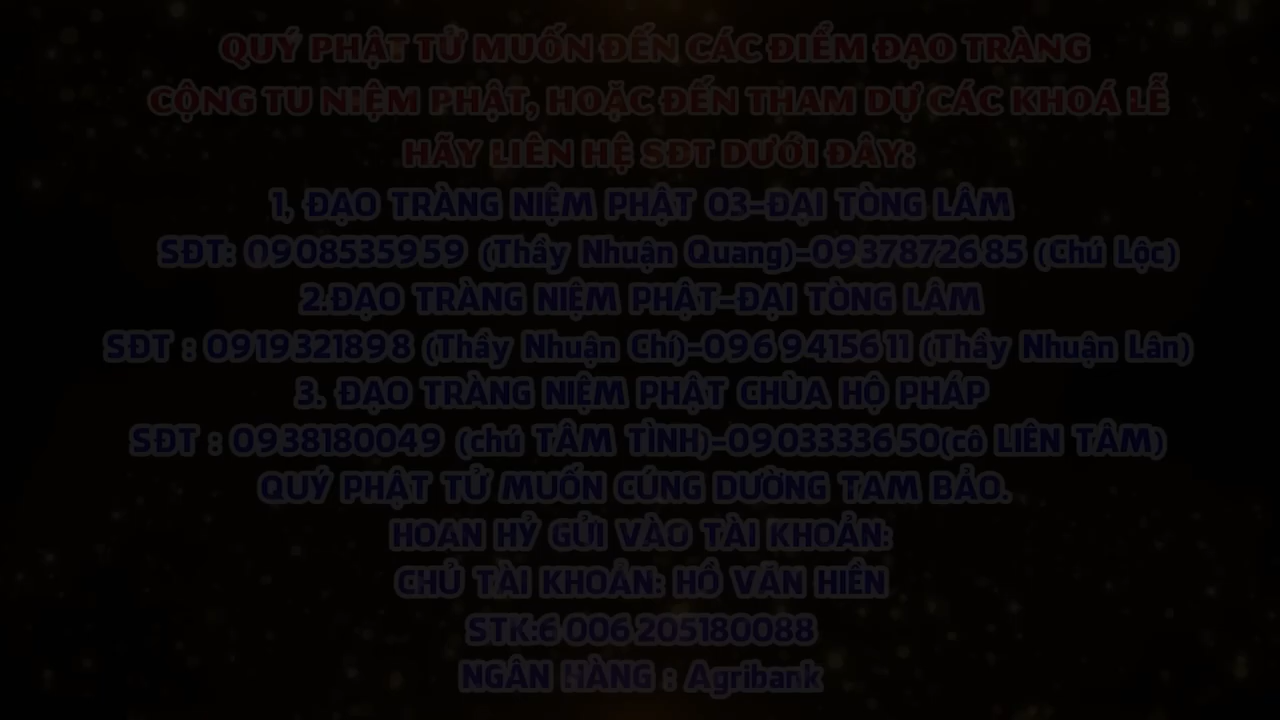 QUÝ PHẬT TỬ MUỐN ĐẾN CÁC ĐIỂM ĐẠO TRÀNG
CỘNG TU NIỆM PHẬT, HOẶC ĐẾN THAM DỰ CÁC KHOÁ LỄ
HÃY LIÊN HỆ SĐT DƯỚI ĐÂY:
1, ĐẠO TRÀNG NIỆM PHẬT 03-ĐẠI TÒNG LÂM
SĐT: 0908535959 (Thầy Nhuận Quang)-0937872685 (Chú Lộc)
2.ĐẠO TRÀNG NIỆM PHẬT-ĐẠI TÒNG LÂM
SĐT : 0919321898 (Thầy Nhuận Chí)-0969415611 (Thầy Nhuận Lân)
3. ĐẠO TRÀNG NIỆM PHẬT CHÙA HỘ PHÁP
SĐT : 0938180049 (chú TÂM TÌNH)-0903333650(cô LIÊN TÂM)
QUÝ PHẬT TỬ MUỐN CÚNG DƯỜNG TAM BẢO.
HOAN HỶ GỬI VÀO TÀI KHOẢN:
CHỦ TÀI KHOẢN: HỒ VĂN HIỀN
STK:6006205180088
NGÂN HÀNG : Agribank